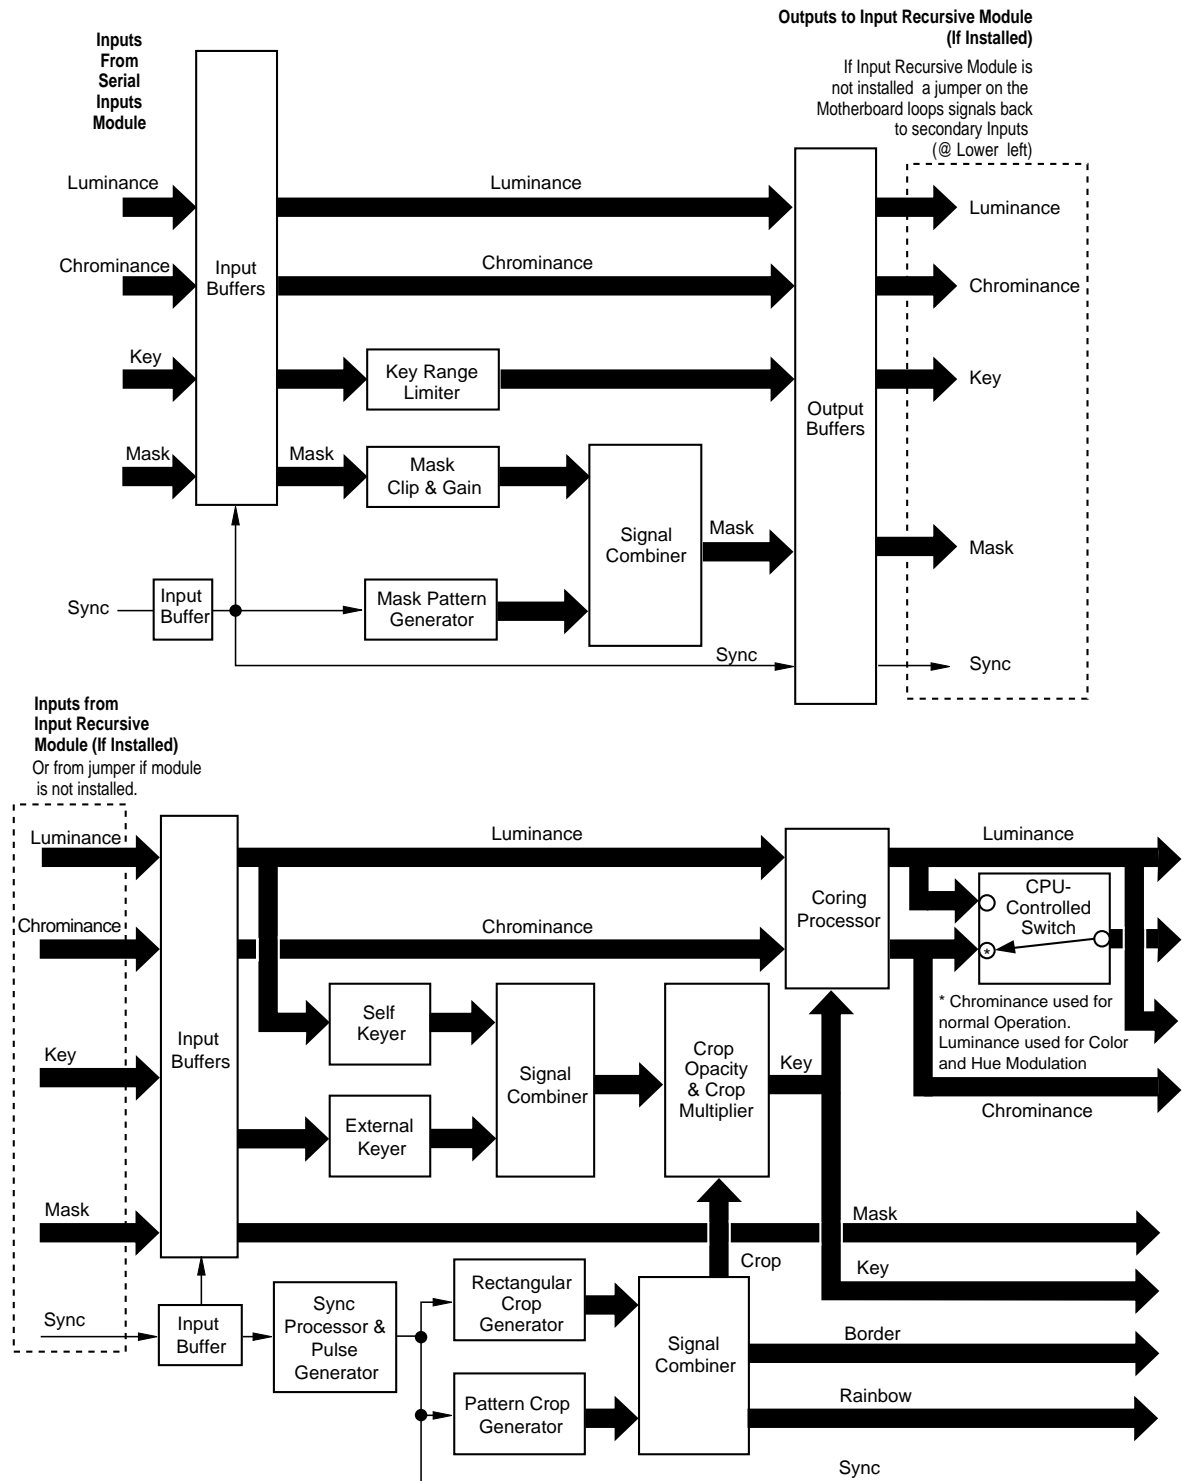 Inputs
From
Serial
Inputs
Module
Outputs to Input Recursive Module
(If Installed)
If Input Recursive Module is
not installed a jumper on the
Motherboard loops signals back
to secondary Inputs
(@ Lower left)
Luminance
Luminance
Luminance
Chrominance
Input
Buffers
Chrominance
Chrominance
Key
Key Range
Limiter
Key
Output
Buffers
Mask
Mask
Mask
Clip & Gain
Signal
Combiner
Mask
Mask
Sync
Input
Buffer
Mask Pattern
Generator
Sync
Sync
Inputs from
Input Recursive
Module (If Installed)
Or from jumper if module
is not installed.
Luminance
Luminance
Luminance
Coring
Processor
CPU-
Controlled
Switch
*
Chrominance
Chrominance
* Chrominance used for
normal Operation.
Luminance used for Color
and Hue Modulation
Chrominance
Self
Keyer
Input
Buffers
Key
Signal
Combiner
Crop
Opacity
& Crop
Multiplier
Key
External
Keyer
Mask
Mask
Crop
Key
Sync
Input
Buffer
Sync
Processor &
Pulse
Generator
Rectangular
Crop
Generator
Signal
Combiner
Border
Pattern Crop
Generator
Rainbow
Sync